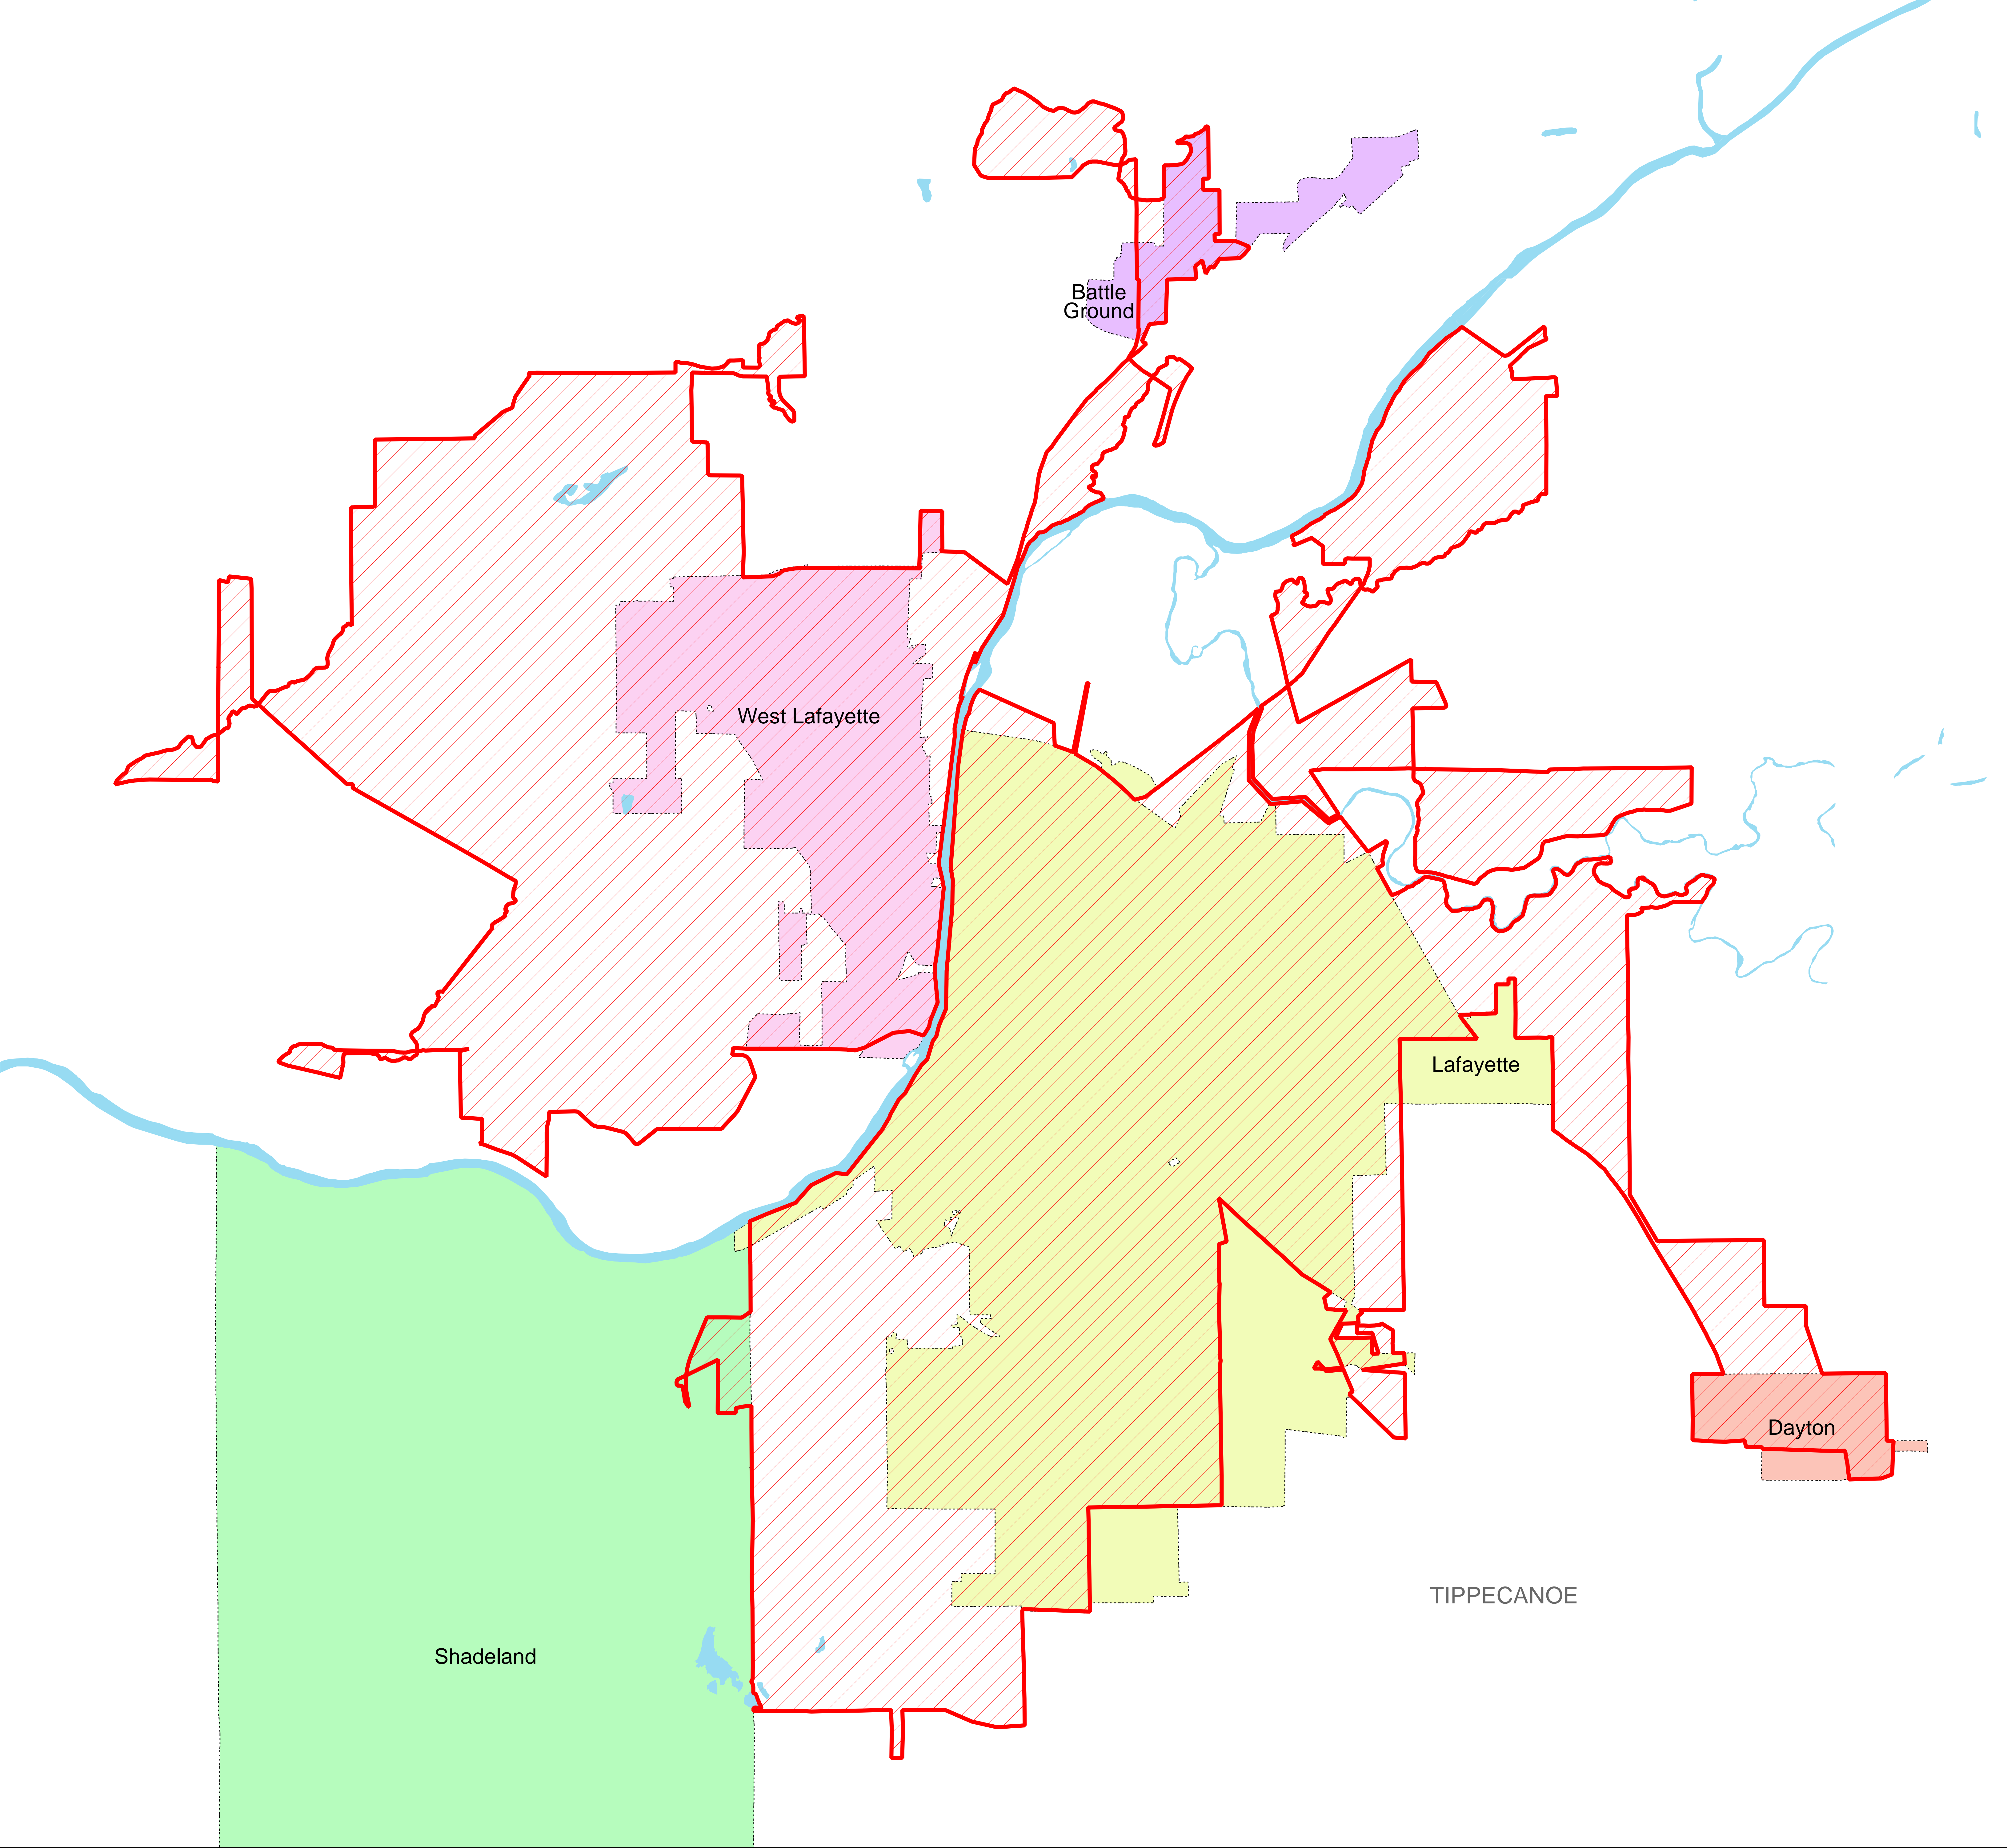 Battle
Ground
West Lafayette
Lafayette
Dayton
TIPPECANOE
Shadeland